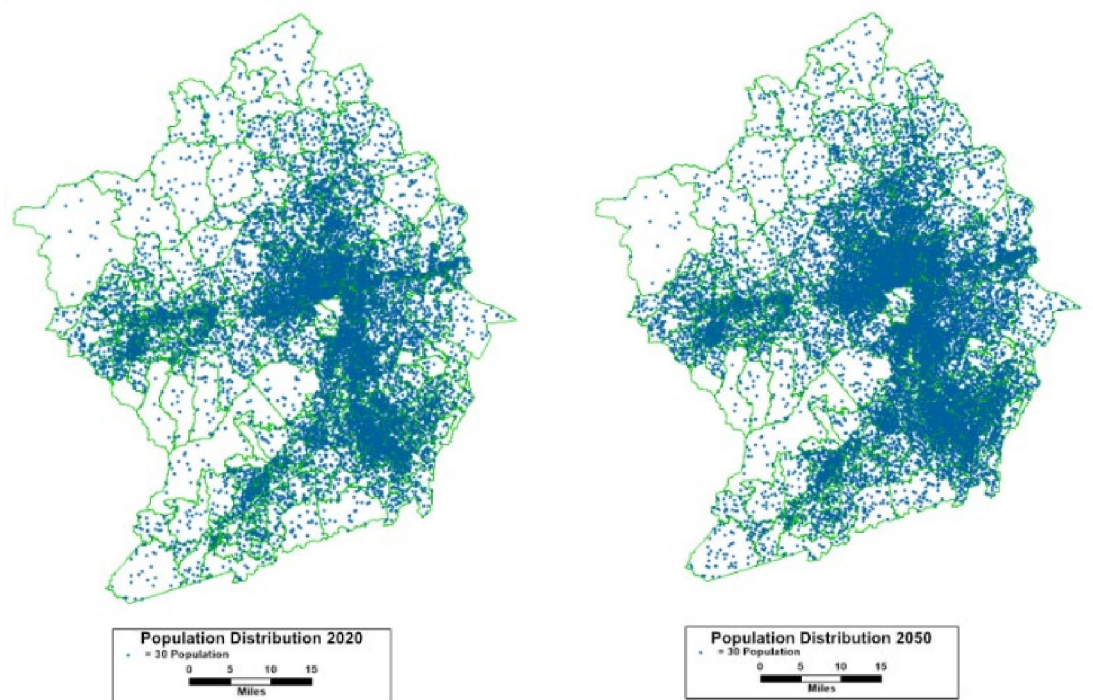 Population Distribution 2020
= 30 Population
0 5 10 15
Miles
Population Distribution 2050
= 30 Population
0 5 10 15
Miles